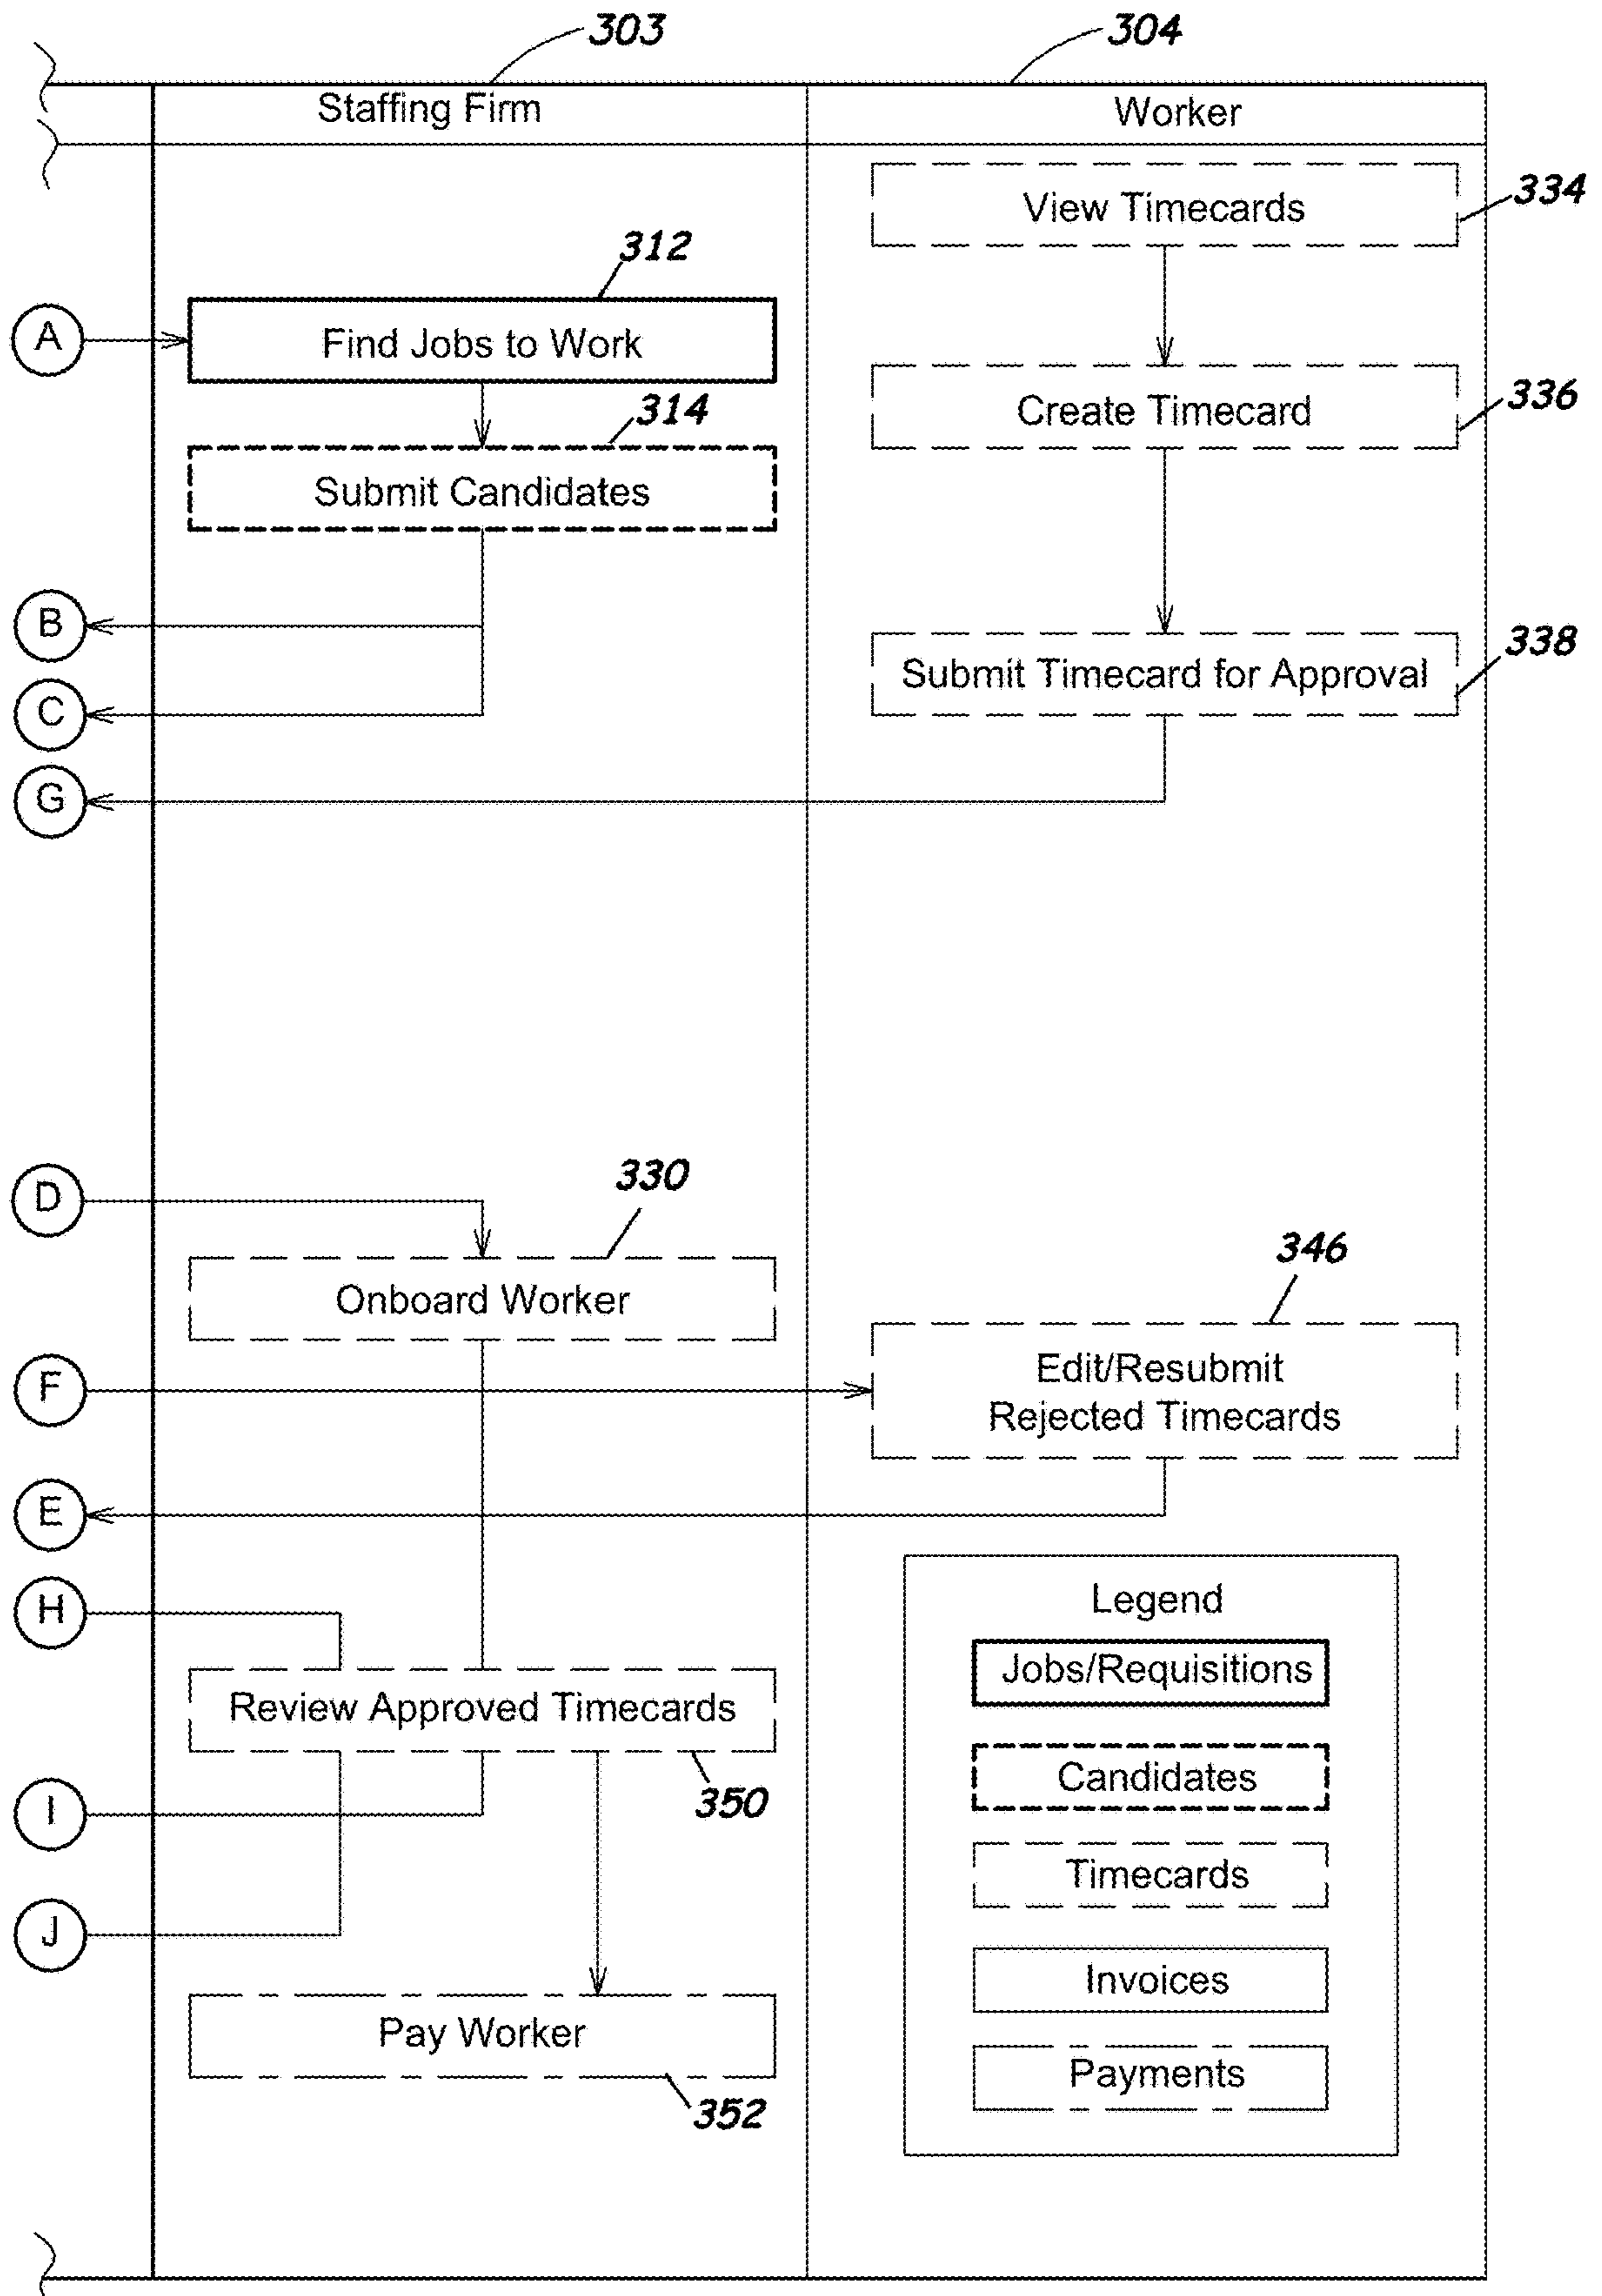 303
304
Staffing Firm
Worker
View Timecards
334
312
A
Find Jobs to Work
336
Create Timecard
314
Submit Candidates
B
338
Submit Timecard for Approval
C
G
330
D
346
Onboard Worker
F
Edit/Resubmit
Rejected Timecards
E
H
Legend
Jobs/Requisitions
Review Approved Timecards
Candidates
350
I
Timecards
J
Invoices
Pay Worker
Payments
352